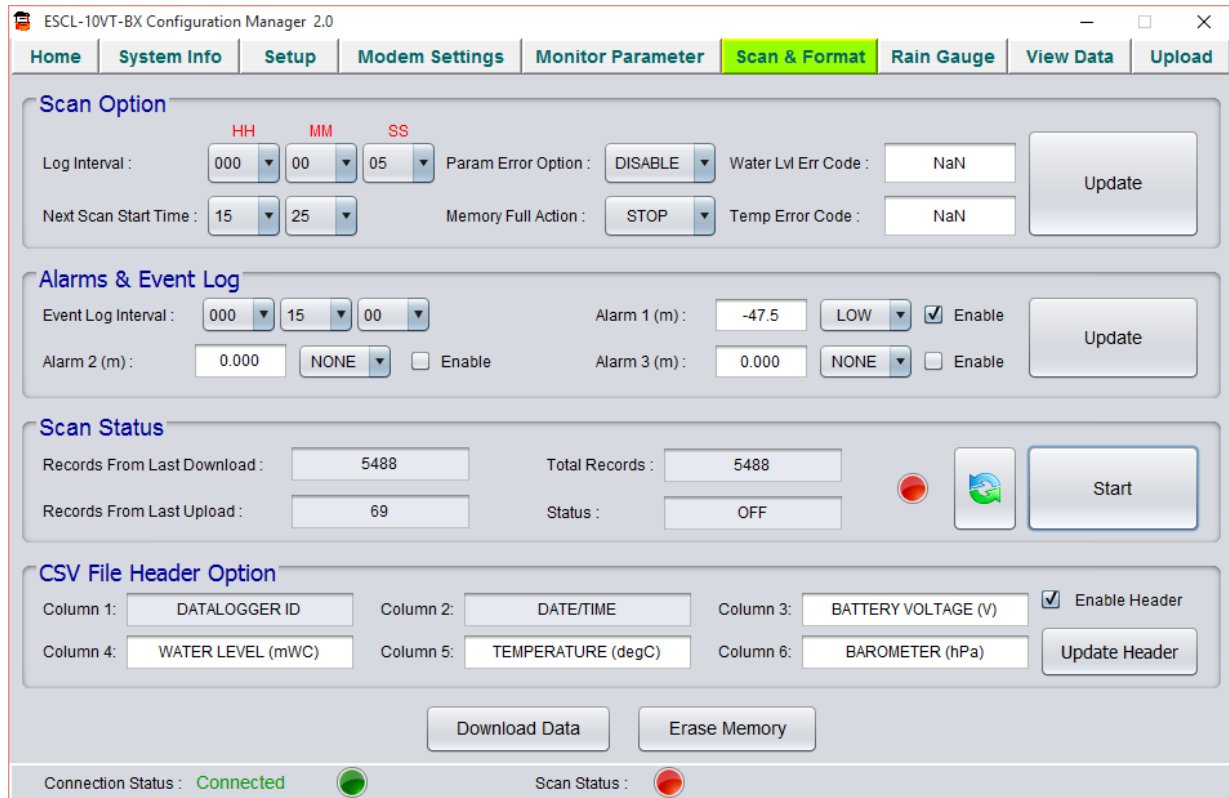 ESCL-10VT-BX Configuration Manager 2.0
Home System Info Setup Modem Settings Monitor Parameter Scan & Format Rain Gauge View Data Upload
Scan Option
HH MM SS
Log Interval : 000 00 05 Param Error Option : DISABLE Water Lvl Err Code : NaN
Update
Next Scan Start Time : 15 25 Memory Full Action : STOP Temp Error Code : NaN
Alarms & Event Log
Event Log Interval : 000 15 00 Alarm 1 (m) : -47.5 LOW Enable
Update
Alarm 2 (m) : 0.000 NONE Enable Alarm 3 (m) : 0.000 NONE Enable
Scan Status
Records From Last Download : 5488 Total Records : 5488
Start
Records From Last Upload : 69 Status : OFF
CSV File Header Option
Column 1: DATALOGGER ID Column 2: DATE/TIME Column 3: BATTERY VOLTAGE (V) Enable Header
Column 4: WATER LEVEL (mWC) Column 5: TEMPERATURE (degC) Column 6: BAROMETER (hPa) Update Header
Download Data Erase Memory
Connection Status : Connected Scan Status :